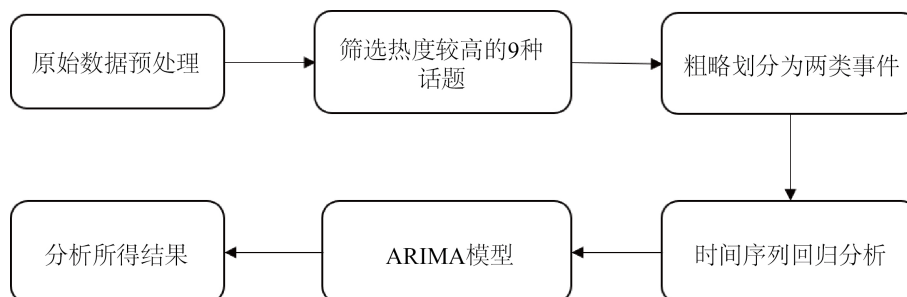 原始数据预处理
筛选热度较高的9种
话题
粗略划分为两类事件
时间序列回归分析
ARIMA模型
分析所得结果